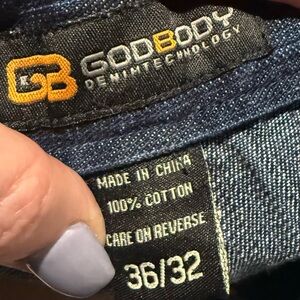 GB GODBODY
DENIMTECHNOLOGY
MADE IN CHINA
100% COTTON
CARE ON REVERSE
36/32